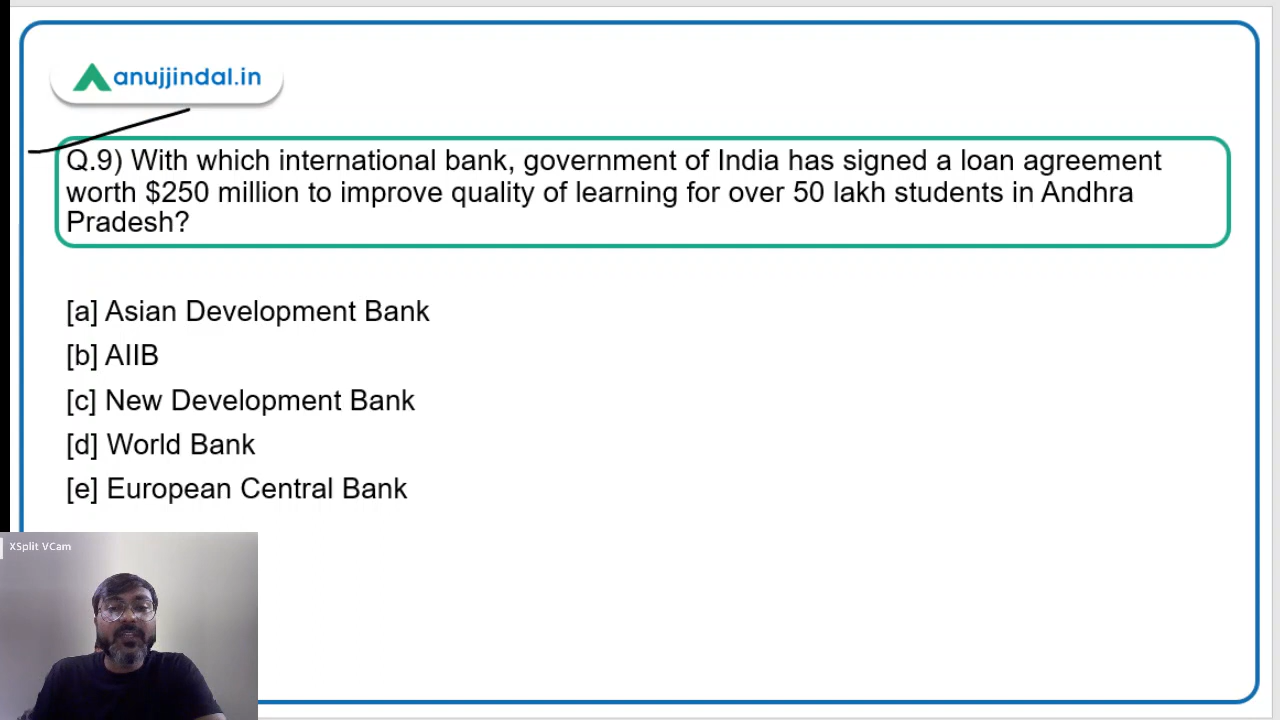 anujjindal.in
Q.9) With which international bank, government of India has signed a loan agreement
worth $250 million to improve quality of learning for over 50 lakh students in Andhra
Pradesh?
[a] Asian Development Bank
[b] AIIB
[c] New Development Bank
[d] World Bank
[e] European Central Bank
XSplit VCam